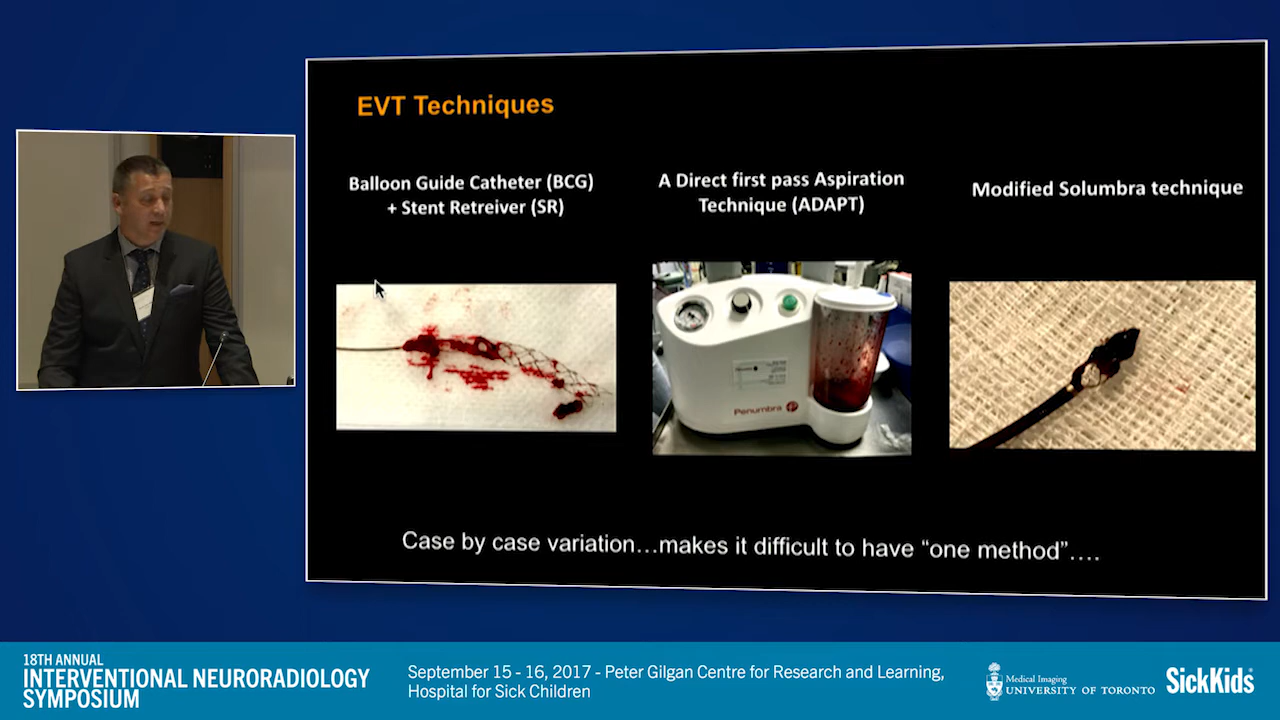 EVT Techniques
Balloon Guide Catheter (BCG)
+ Stent Retreiver (SR)
A Direct first pass Aspiration
Technique (ADAPT)
Modified Solumbra technique
Penumbra
Case by case variation…makes it difficult to have “one method”….
18TH ANNUAL
INTERVENTIONAL NEURORADIOLOGY
SYMPOSIUM
September 15 - 16, 2017 - Peter Gilgan Centre for Research and Learning,
Hospital for Sick Children
Medical Imaging
UNIVERSITY OF TORONTO
SickKids